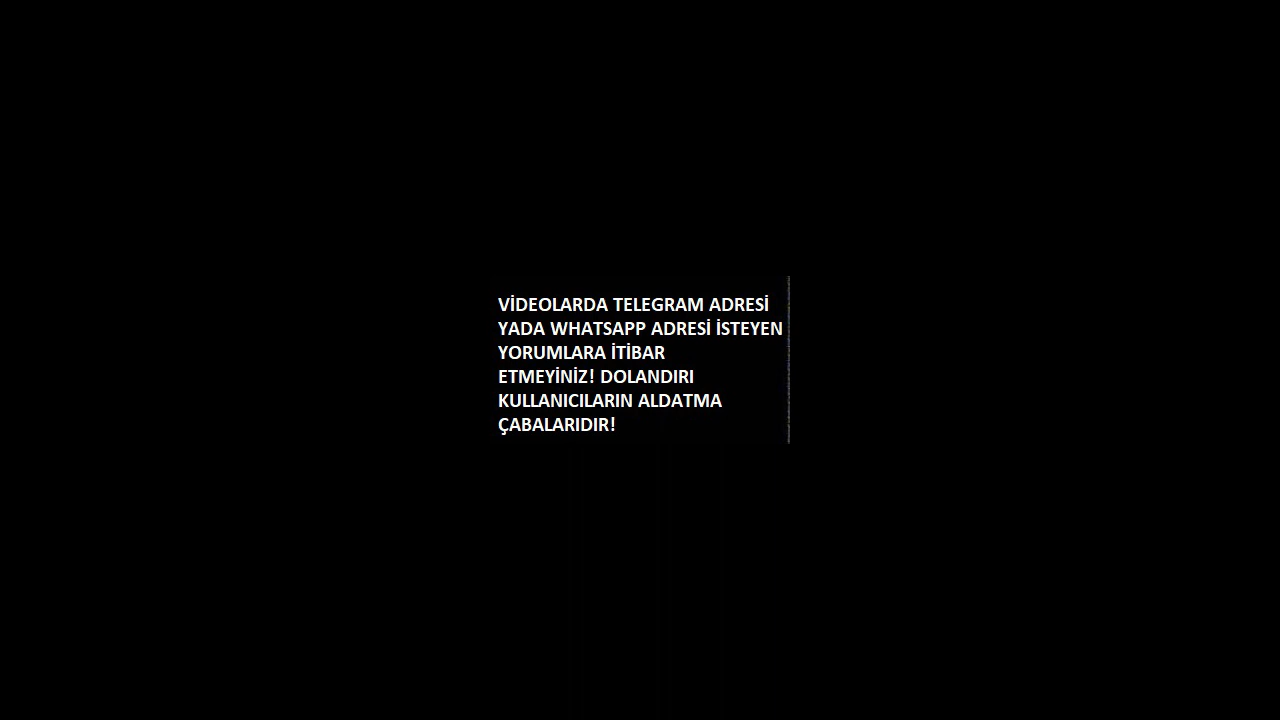 VİDEOLARDA TELEGRAM ADRESİ
YADA WHATSAPP ADRESİ İSTEYEN
YORUMLARA İTİBAR
ETMEYİNİZ! DOLANDIRI
KULLANICILARIN ALDATMA
ÇABALARIDIR!